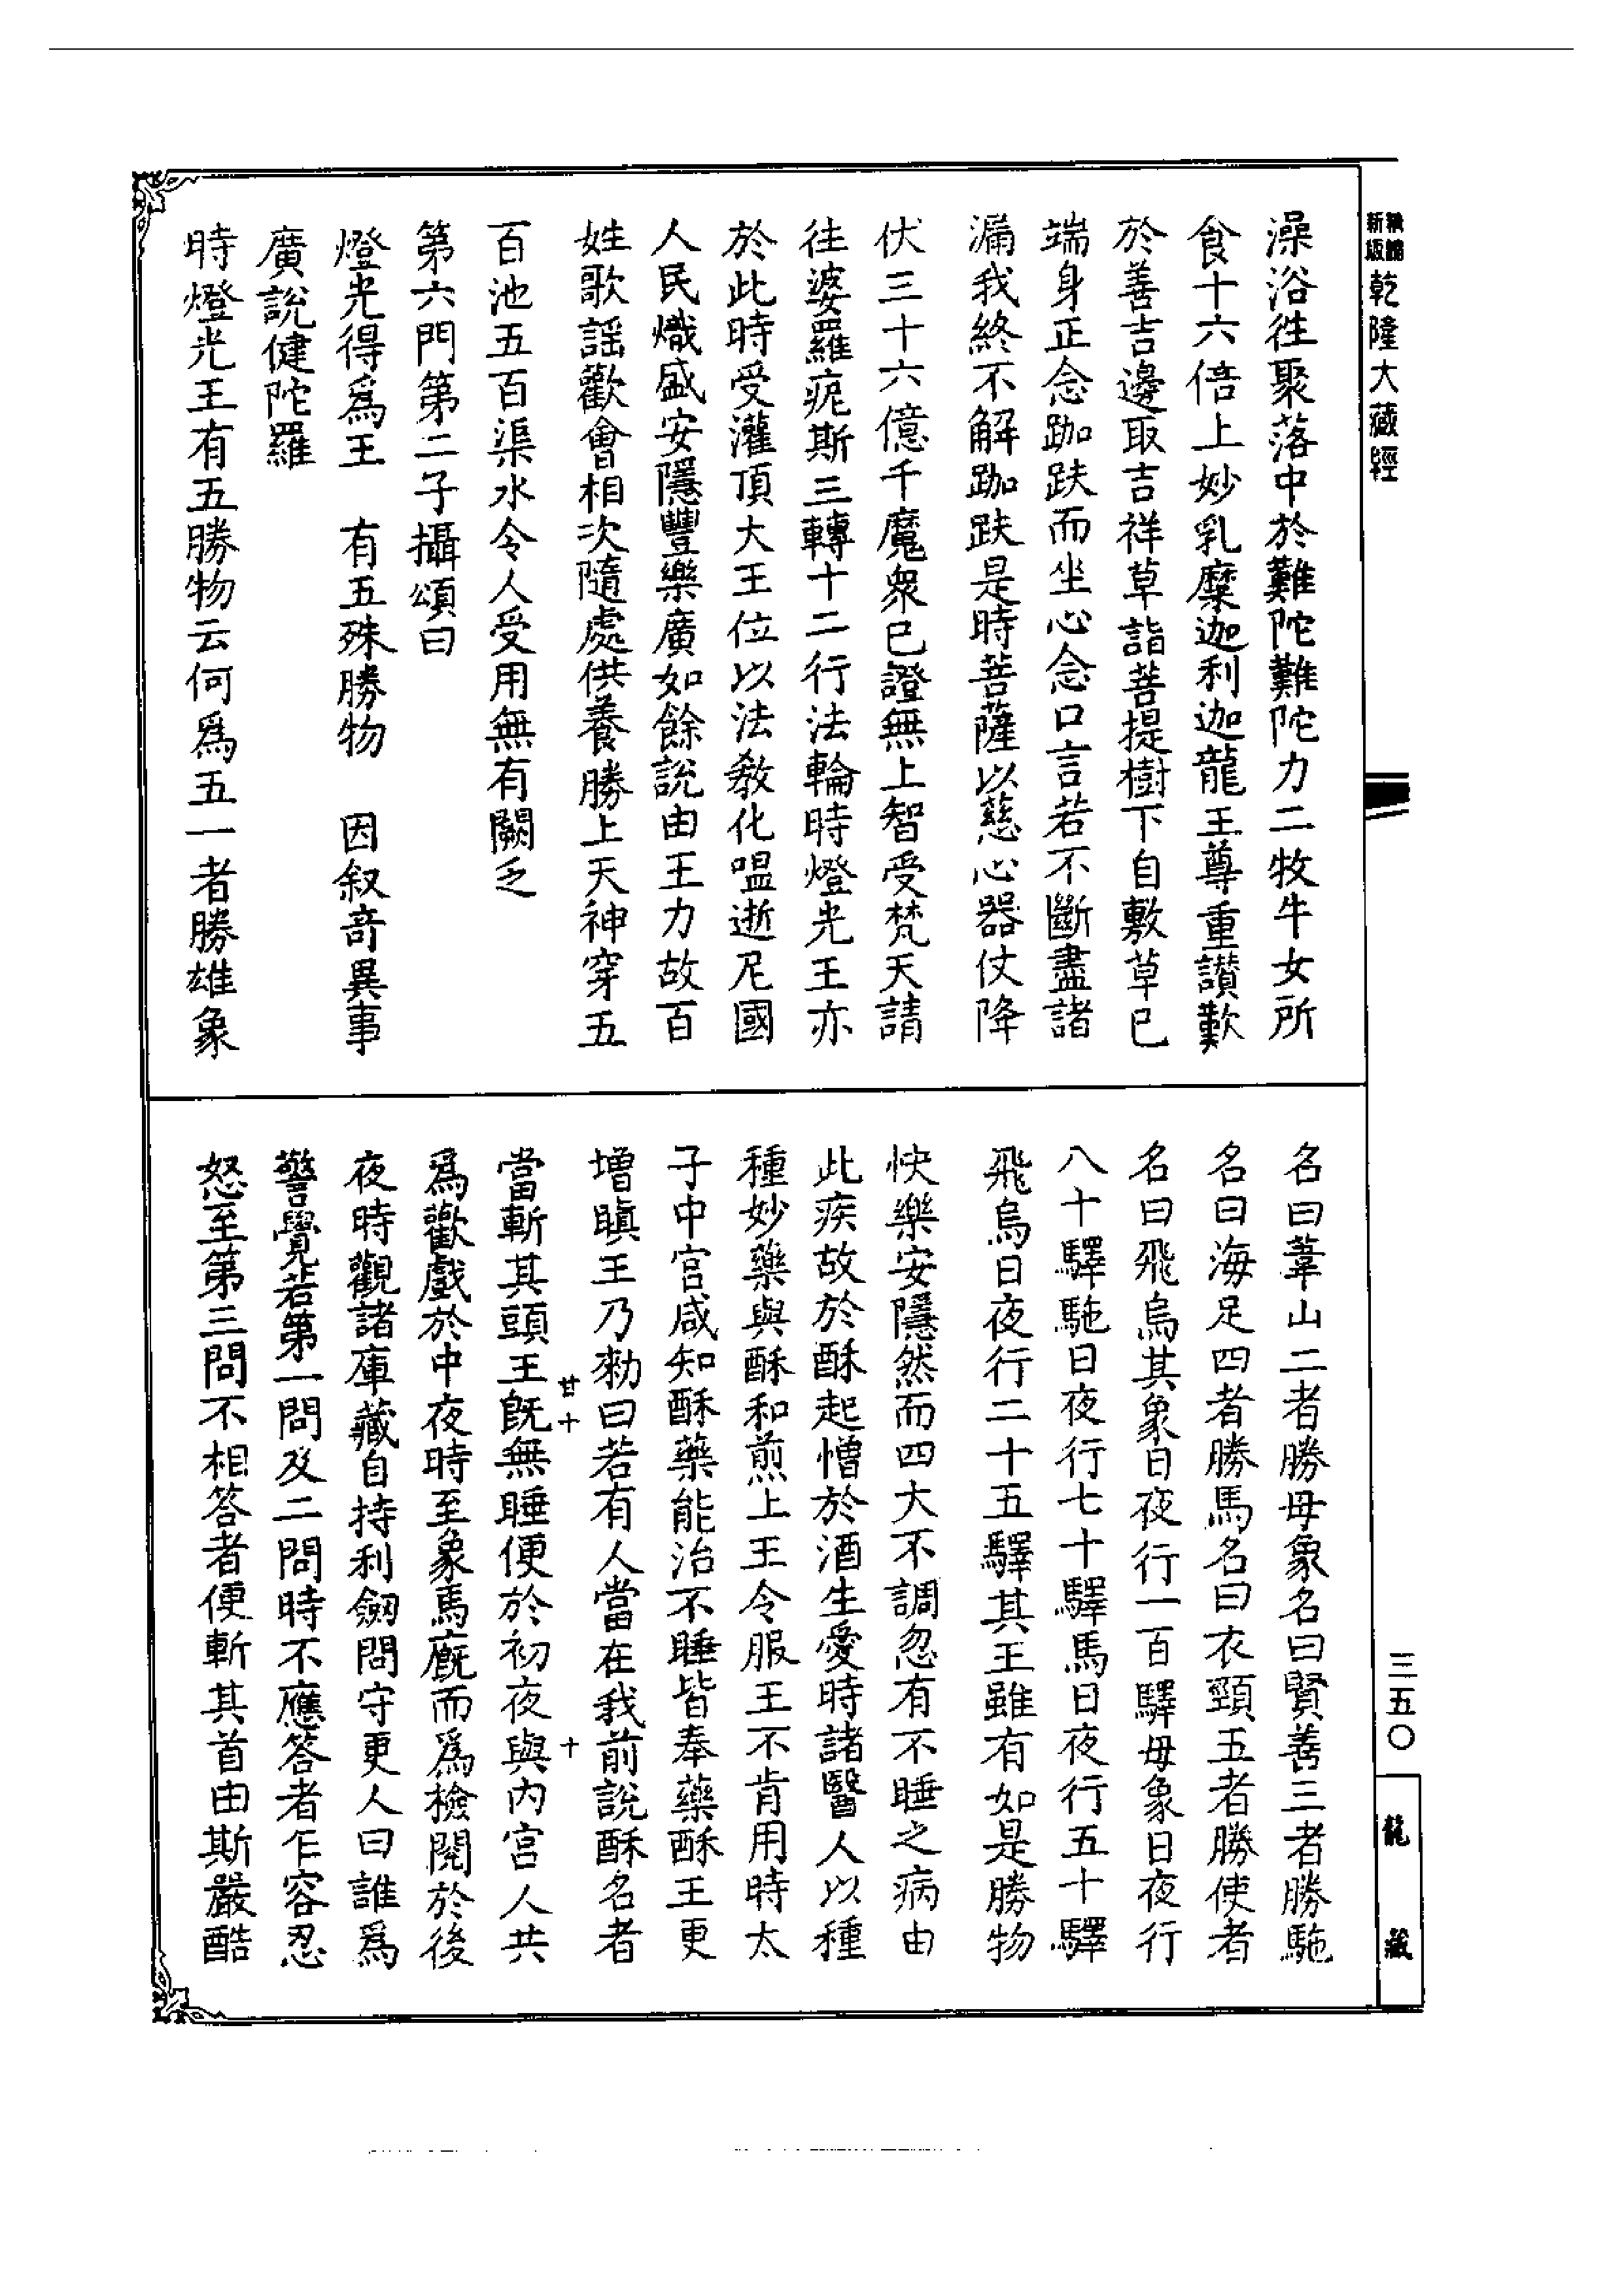 新版
乾隆大藏經
澡浴徃聚落中於難陀難陀力二牧牛女所
食十六倍上妙乳糜迦利迦龍王尊重讃歎
於善吉邊取吉祥草詣菩提樹下自敷草已
端身正念跏趺而坐心念口言若不斷盡諸
漏我終不解跏趺是時菩薩以慈心器仗降
伏三十六億千魔衆已證無上智受梵天請
往婆羅痆斯三轉十二行法輪時燈光王亦
於此時受灌頂大王位以法教化嗢逝尼國
人民熾盛安隱豐樂廣如餘說由王力故百
姓歌謡歡會相次隨處供養勝上天神穿五
百池五百渠水令人受用無有闕乏
第六門第二子攝頌曰
燈光得爲王　有五殊勝物　因叙奇異事
廣說健陀羅
時燈光王有五勝物云何爲五一者勝雄象
名曰葦山二者勝母象名曰賢善三者勝駞
名曰海足四者勝馬名曰衣頸五者勝使者
名曰飛烏其象日夜行一百驛母象日夜行
八十驛駞日夜行七十驛馬日夜行五十驛
飛烏日夜行二十五驛其王雖有如是勝物
快樂安隱然而四大不調忽有不睡之病由
此疾故於酥起憎於酒生愛時諸醫人以種
種妙藥與酥和煎上王令服王不肯用時太
子中宫咸知酥藥能治不睡皆奉藥酥王更
增瞋王乃勑曰若有人當在我前說酥名者
當斬其頭王旣無睡便於初夜與内宫人共
爲歡戲於中夜時至象馬廐而爲檢閱於後
夜時觀諸庫藏自持利劒問守更人曰誰爲
警覺若第一問及二問時不應答者乍容忍
怒至第三問不相答者便斬其首由斯嚴酷
廿十
十
三五〇
龍藏